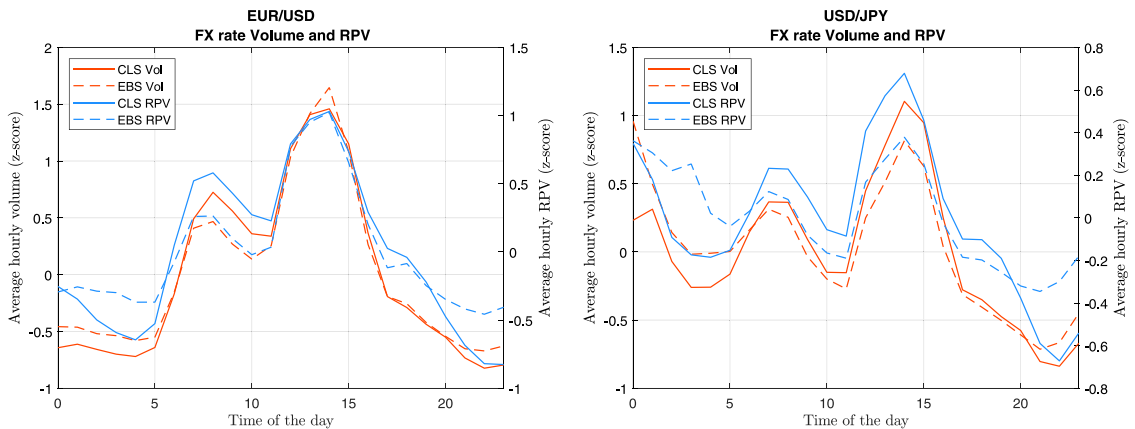 EUR/USD
FX rate Volume and RPV
Average hourly volume (z-score)
2
1.5
1
0.5
0
-0.5
-1
CLS Vol
EBS Vol
CLS RPV
EBS RPV
1.5
1
0.5
0
-0.5
-1
Average hourly RPV (z-score)
0 5 10 15 20
Time of the day
USD/JPY
FX rate Volume and RPV
Average hourly volume (z-score)
1.5
1
0.5
0
-0.5
-1
CLS Vol
EBS Vol
CLS RPV
EBS RPV
0.8
0.6
0.4
0.2
0
-0.2
-0.4
-0.6
-0.8
Average hourly RPV (z-score)
0 5 10 15 20
Time of the day